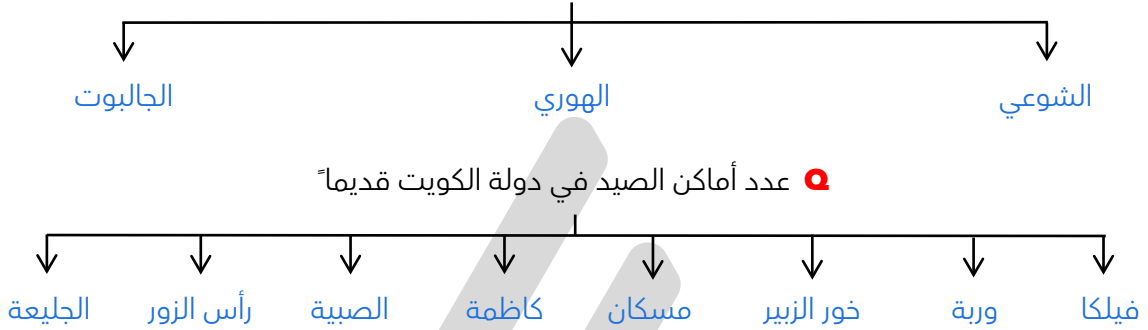 الشوعي الهوري الجالبوت
Q عدد أماكن الصيد في دولة الكويت قديماً
فيلكا وربة خور الزبير مسكان كاظمة الصبية رأس الزور الجليعة